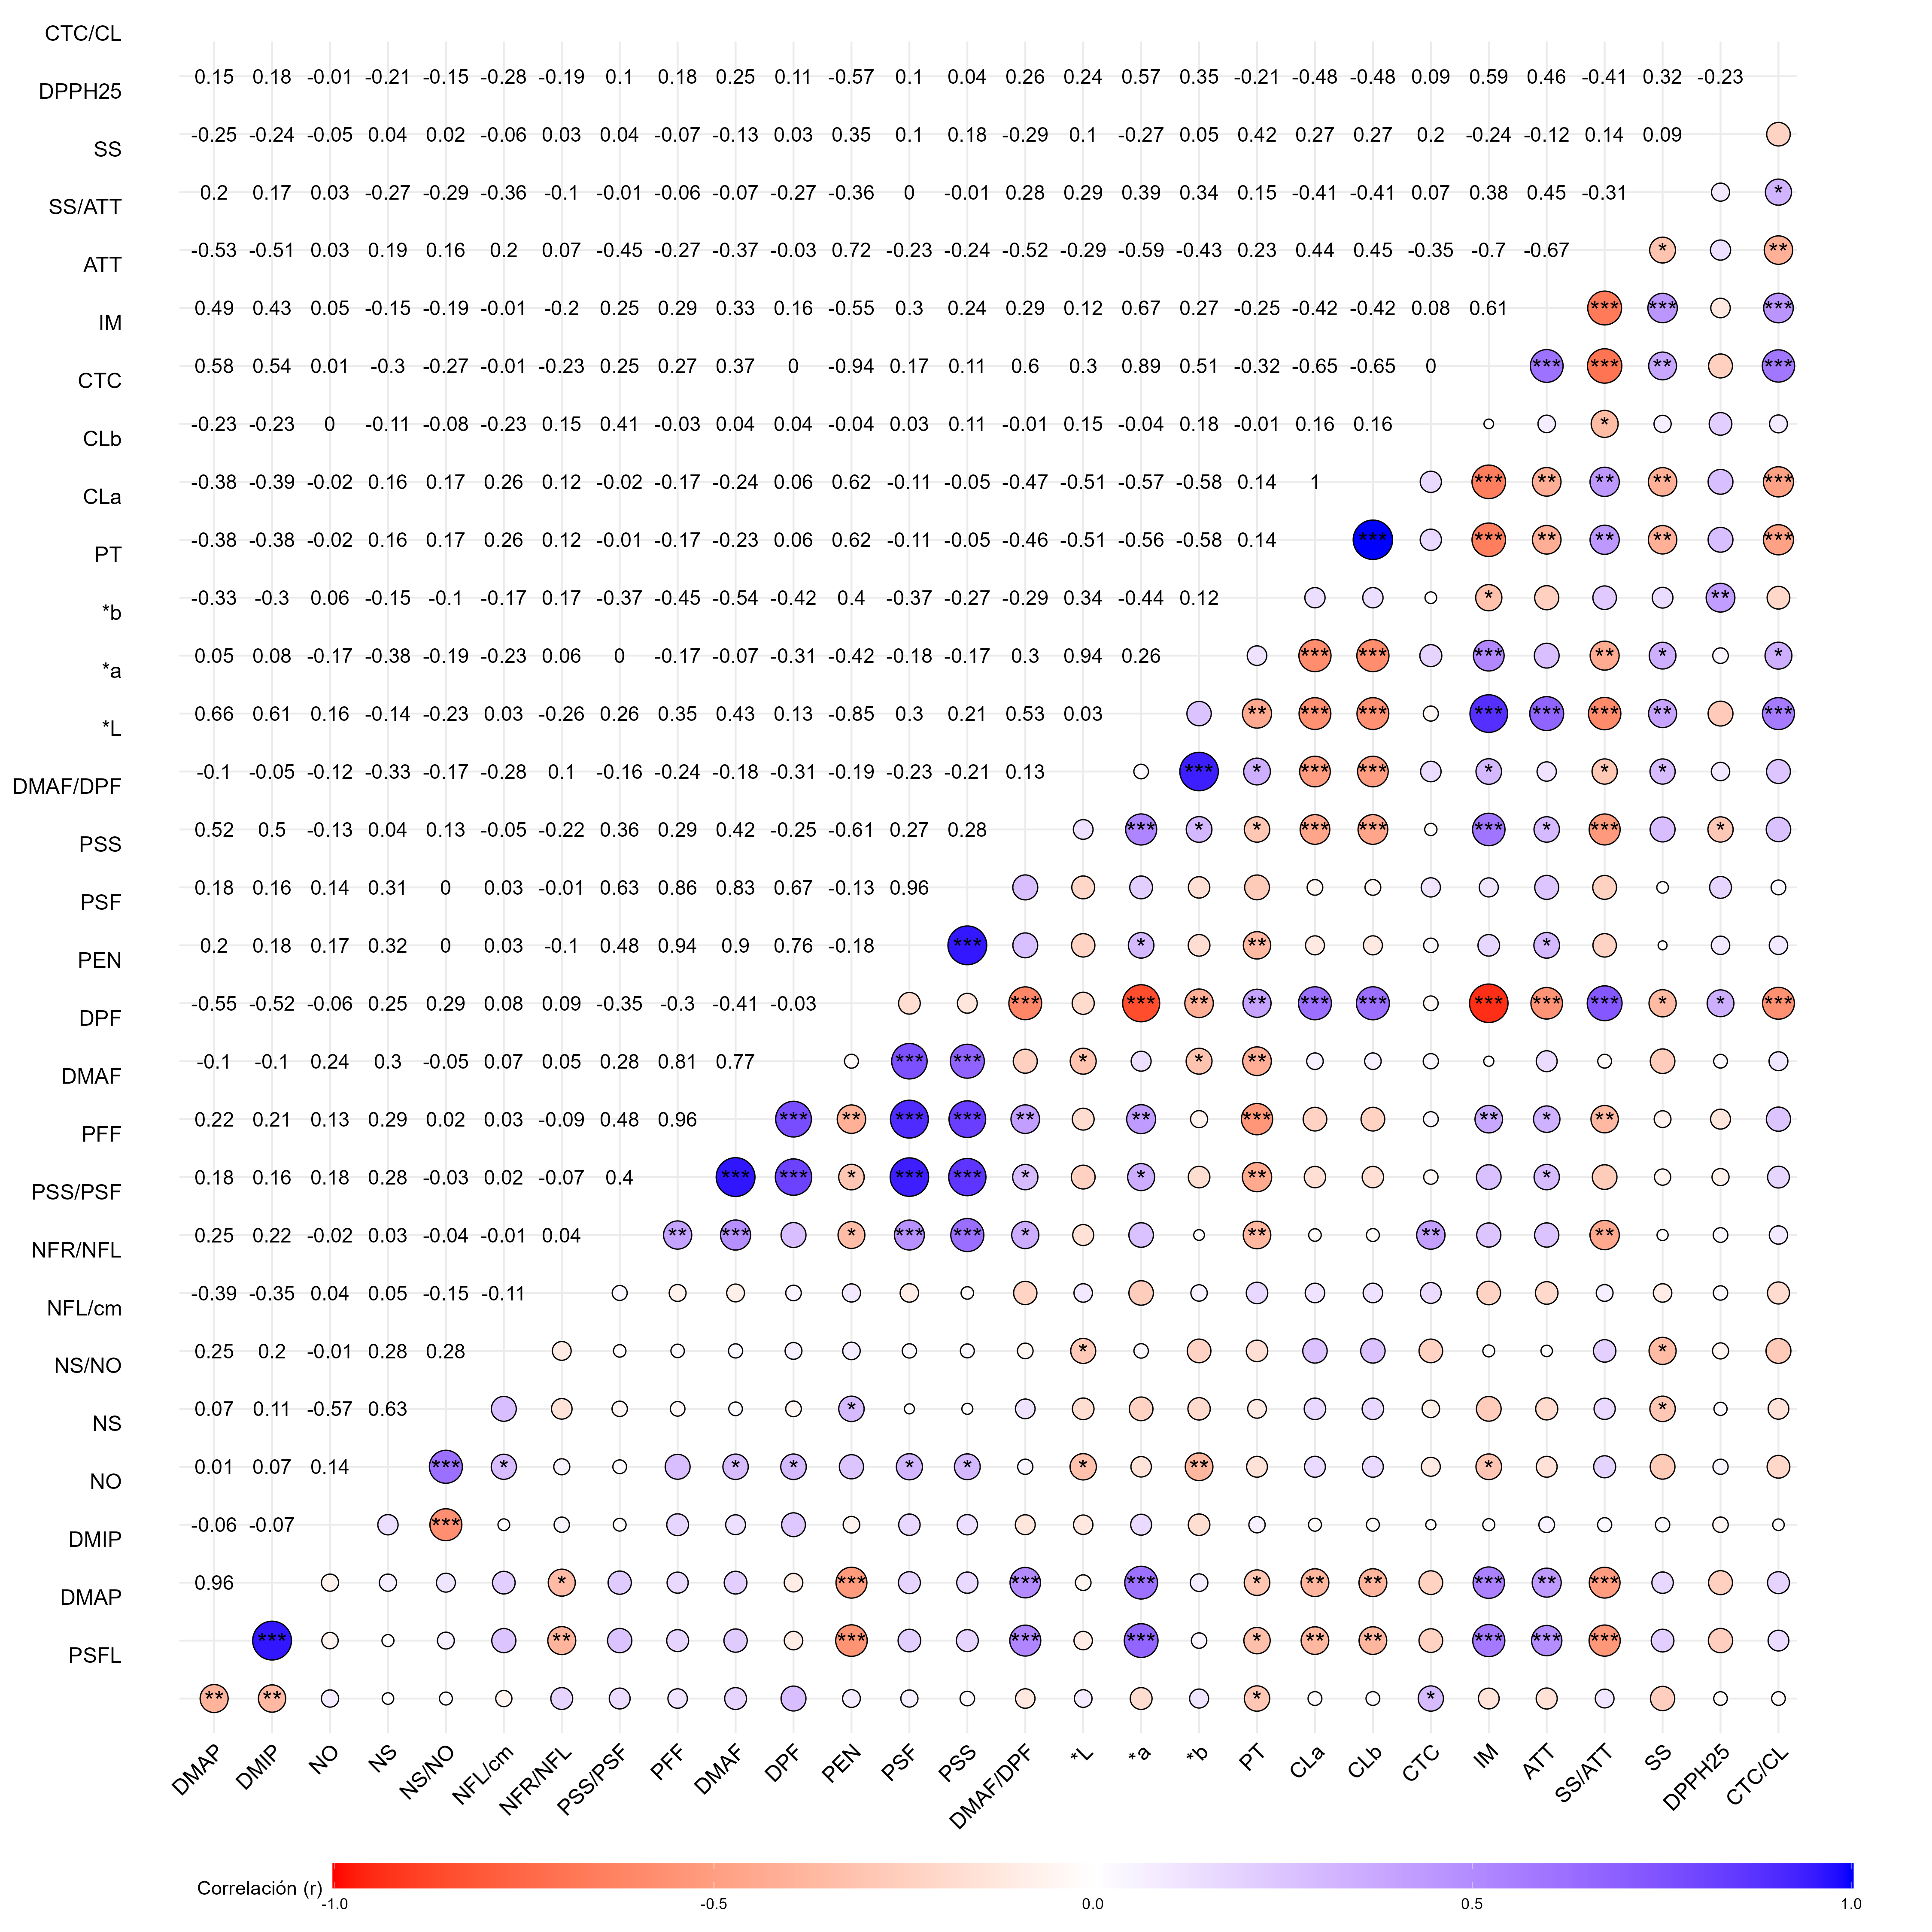 CTC/CL
0.15 0.18 -0.01 -0.21 -0.15 -0.28 -0.19 0.1 0.18 0.25 0.11 -0.57 0.1 0.04 0.26 0.24 0.57 0.35 -0.21 -0.48 -0.48 0.09 0.59 0.46 -0.41 0.32 -0.23
DPPH25
-0.25 -0.24 -0.05 0.04 0.02 -0.06 0.03 0.04 -0.07 -0.13 0.03 0.35 0.1 0.18 -0.29 0.1 -0.27 0.05 0.42 0.27 0.27 0.2 -0.24 -0.12 0.14 0.09
SS
0.2 0.17 0.03 -0.27 -0.29 -0.36 -0.1 -0.01 -0.06 -0.07 -0.27 -0.36 0 -0.01 0.28 0.29 0.39 0.34 0.15 -0.41 -0.41 0.07 0.38 0.45 -0.31 *
SS/ATT
-0.53 -0.51 0.03 0.19 0.16 0.2 0.07 -0.45 -0.27 -0.37 -0.03 0.72 -0.23 -0.24 -0.52 -0.29 -0.59 -0.43 0.23 0.44 0.45 -0.35 -0.7 -0.67 * **
ATT
0.49 0.43 0.05 -0.15 -0.19 -0.01 -0.2 0.25 0.29 0.33 0.16 -0.55 0.3 0.24 0.29 0.12 0.67 0.27 -0.25 -0.42 -0.42 0.08 0.61 *** *** ***
IM
0.58 0.54 0.01 -0.3 -0.27 -0.01 -0.23 0.25 0.27 0.37 0 -0.94 0.17 0.11 0.6 0.3 0.89 0.51 -0.32 -0.65 -0.65 0 *** *** ** ***
CTC
-0.23 -0.23 0 -0.11 -0.08 -0.23 0.15 0.41 -0.03 0.04 0.04 -0.04 0.03 0.11 -0.01 0.15 -0.04 0.18 -0.01 0.16 0.16 *
CLb
-0.38 -0.39 -0.02 0.16 0.17 0.26 0.12 -0.02 -0.17 -0.24 0.06 0.62 -0.11 -0.05 -0.47 -0.51 -0.57 -0.58 0.14 1 *** ** ** ** ***
CLa
-0.38 -0.38 -0.02 0.16 0.17 0.26 0.12 -0.01 -0.17 -0.23 0.06 0.62 -0.11 -0.05 -0.46 -0.51 -0.56 -0.58 0.14 *** *** ** ** ** ***
PT
-0.33 -0.3 0.06 -0.15 -0.1 -0.17 0.17 -0.37 -0.45 -0.54 -0.42 0.4 -0.37 -0.27 -0.29 0.34 -0.44 0.12 * **
*b
0.05 0.08 -0.17 -0.38 -0.19 -0.23 0.06 0 -0.17 -0.07 -0.31 -0.42 -0.18 -0.17 0.3 0.94 0.26 *** *** *** ** * *
*a
0.66 0.61 0.16 -0.14 -0.23 0.03 -0.26 0.26 0.35 0.43 0.13 -0.85 0.3 0.21 0.53 0.03 ** *** *** *** *** *** ** ***
*L
-0.1 -0.05 -0.12 -0.33 -0.17 -0.28 0.1 -0.16 -0.24 -0.18 -0.31 -0.19 -0.23 -0.21 0.13 *** * *** *** * * *
DMAF/DPF
0.52 0.5 -0.13 0.04 0.13 -0.05 -0.22 0.36 0.29 0.42 -0.25 -0.61 0.27 0.28 *** * * *** *** *** * *** *
PSS
0.18 0.16 0.14 0.31 0 0.03 -0.01 0.63 0.86 0.83 0.67 -0.13 0.96
PSF
0.2 0.18 0.17 0.32 0 0.03 -0.1 0.48 0.94 0.9 0.76 -0.18 *** * ** *
PEN
-0.55 -0.52 -0.06 0.25 0.29 0.08 0.09 -0.35 -0.3 -0.41 -0.03 *** *** ** ** *** *** *** *** *** * * ***
DPF
-0.1 -0.1 0.24 0.3 -0.05 0.07 0.05 0.28 0.81 0.77 *** *** * * **
DMAF
0.22 0.21 0.13 0.29 0.02 0.03 -0.09 0.48 0.96 *** ** *** *** ** ** *** ** * **
PFF
0.18 0.16 0.18 0.28 -0.03 0.02 -0.07 0.4 *** *** * *** *** * * ** *
PSS/PSF
0.25 0.22 -0.02 0.03 -0.04 -0.01 0.04 ** *** * *** *** * ** ** **
NFR/NFL
-0.39 -0.35 0.04 0.05 -0.15 -0.11
NFL/cm
0.25 0.2 -0.01 0.28 0.28 * *
NS/NO
0.07 0.11 -0.57 0.63 * *
NS
0.01 0.07 0.14 *** * * * * * * ** *
NO
-0.06 -0.07 ***
DMIP
0.96 * *** *** *** * ** ** *** ** ***
DMAP
*** ** *** *** *** * ** ** *** *** ***
PSFL
** ** * *
DMAP DMIP NO NS NS/NO NFL/cm NFR/NFL PSS/PSF PFF DMAF DPF PEN PSF PSS DMAF/DPF *L *a *b PT CLa CLb CTC IM ATT SS/ATT SS DPPH25 CTC/CL
Correlación (r)
-1.0 -0.5 0.0 0.5 1.0